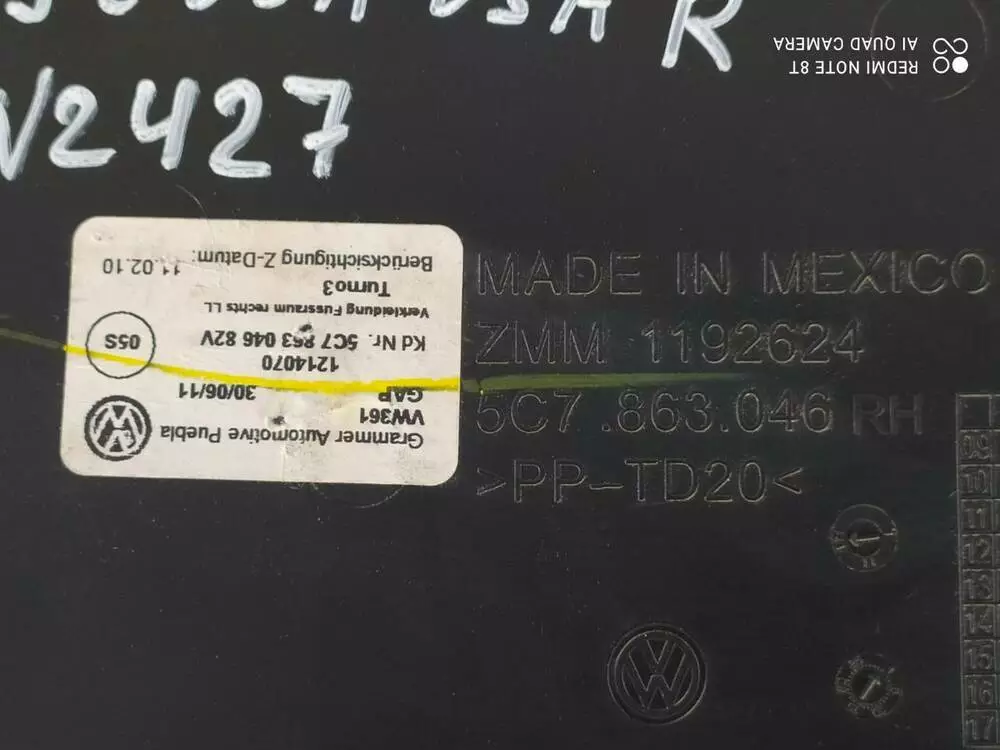 R
V2427
REDMI NOTE 8T
AI QUAD CAMERA
Grammer Automotive Puebla
VW361
GAP 30/06/11
1214070
Kd Nr. 5C7 863 046 82V
05S
Verkleidung Fussraum rechts LL
Turno3
Berücksichtigung Z-Datum: 11.02.10
MADE IN MEXICO
ZMM 1192624
5C7.863.046 RH
>PP-TD20<
09
10
11
12
13
14
15
16
17
11